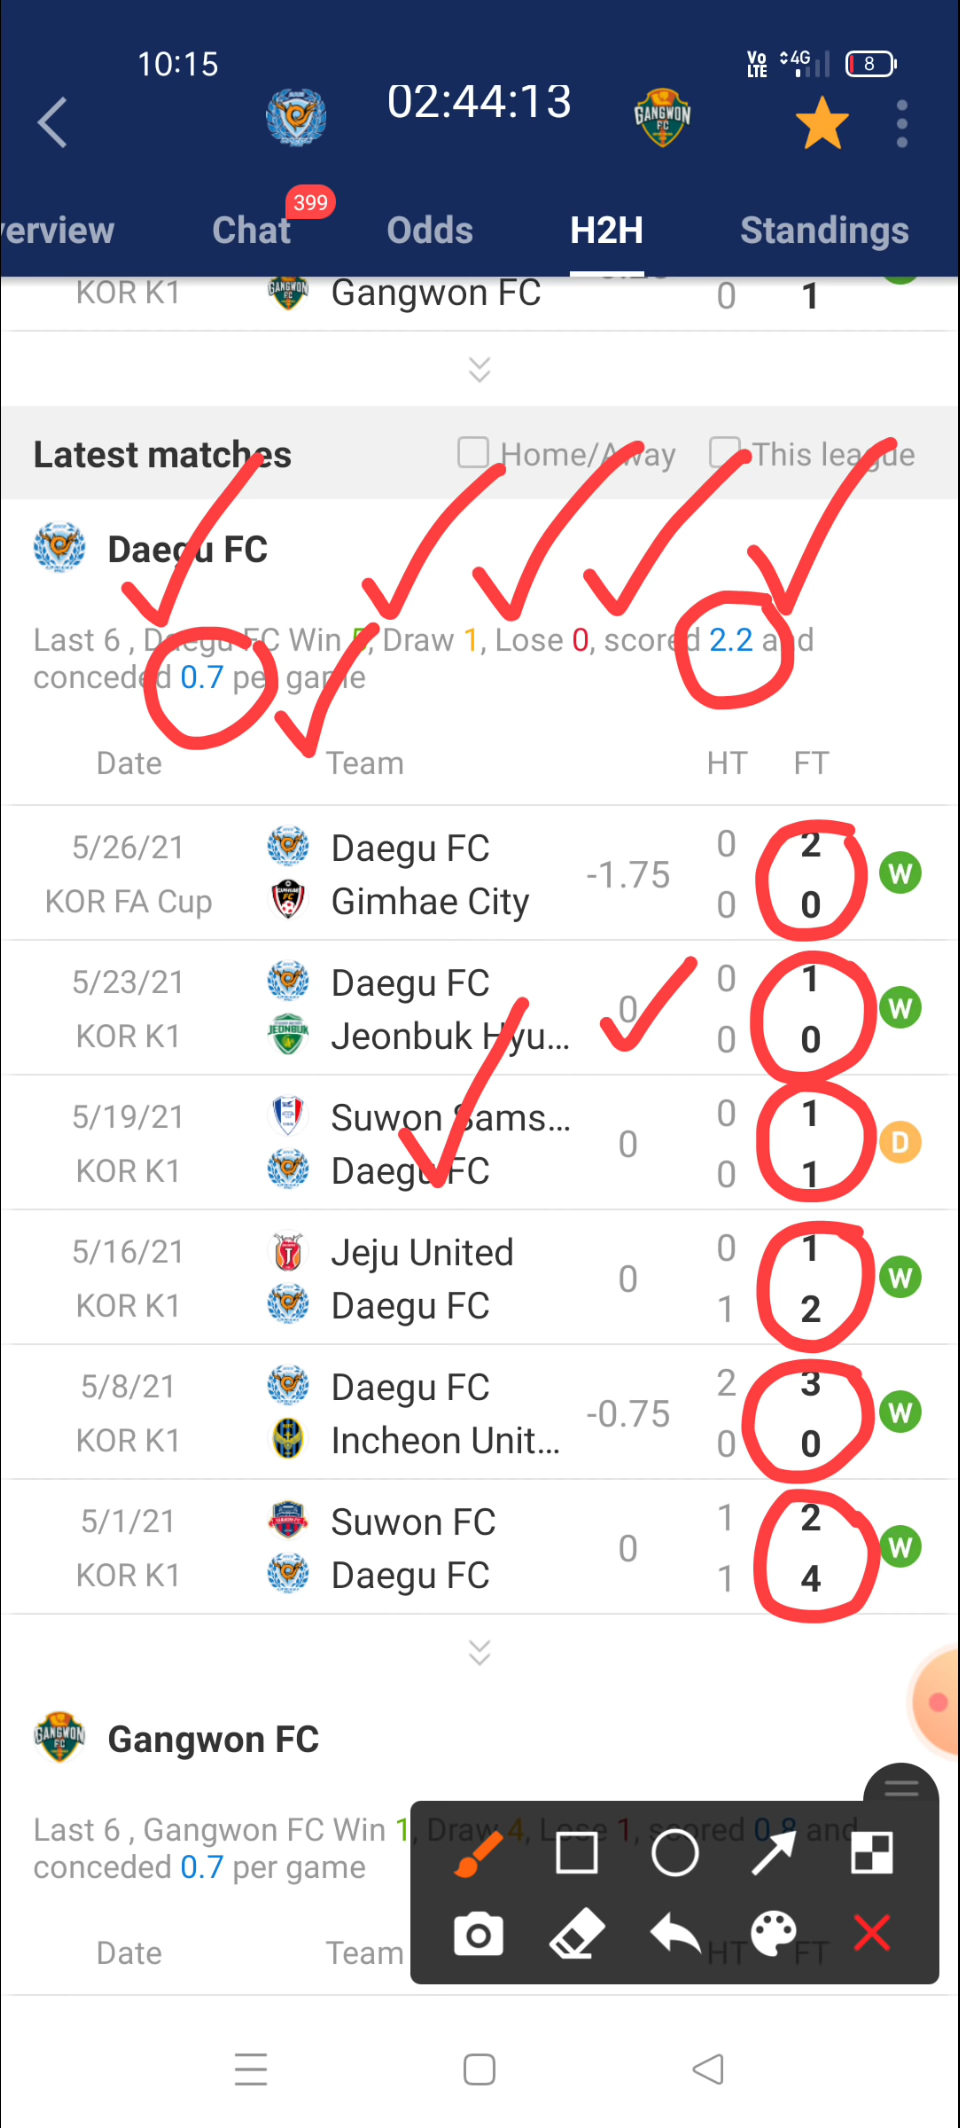 10:15 Vo LTE 4G 8
02:44:13
verview Chat 399 Odds H2H Standings
KOR K1 Gangwon FC 0 1
Latest matches Home/Away This league
Daegu FC
Last 6 , Daegu FC Win 5, Draw 1, Lose 0, scored 2.2 and
conceded 0.7 per game
Date Team HT FT
5/26/21 Daegu FC 0 2
KOR FA Cup Gimhae City -1.75 0 0 W
5/23/21 Daegu FC 0 1
KOR K1 Jeonbuk Hyu... 0 0 0 W
5/19/21 Suwon Sams... 0 1
KOR K1 Daegu FC 0 0 1 D
5/16/21 Jeju United 0 1
KOR K1 Daegu FC 0 1 2 W
5/8/21 Daegu FC 2 3
KOR K1 Incheon Unit... -0.75 0 0 W
5/1/21 Suwon FC 1 2
KOR K1 Daegu FC 0 1 4 W
Gangwon FC
Last 6 , Gangwon FC Win 1, Draw 4, Lose 1, scored 0.8 and
conceded 0.7 per game
Date Team HT FT